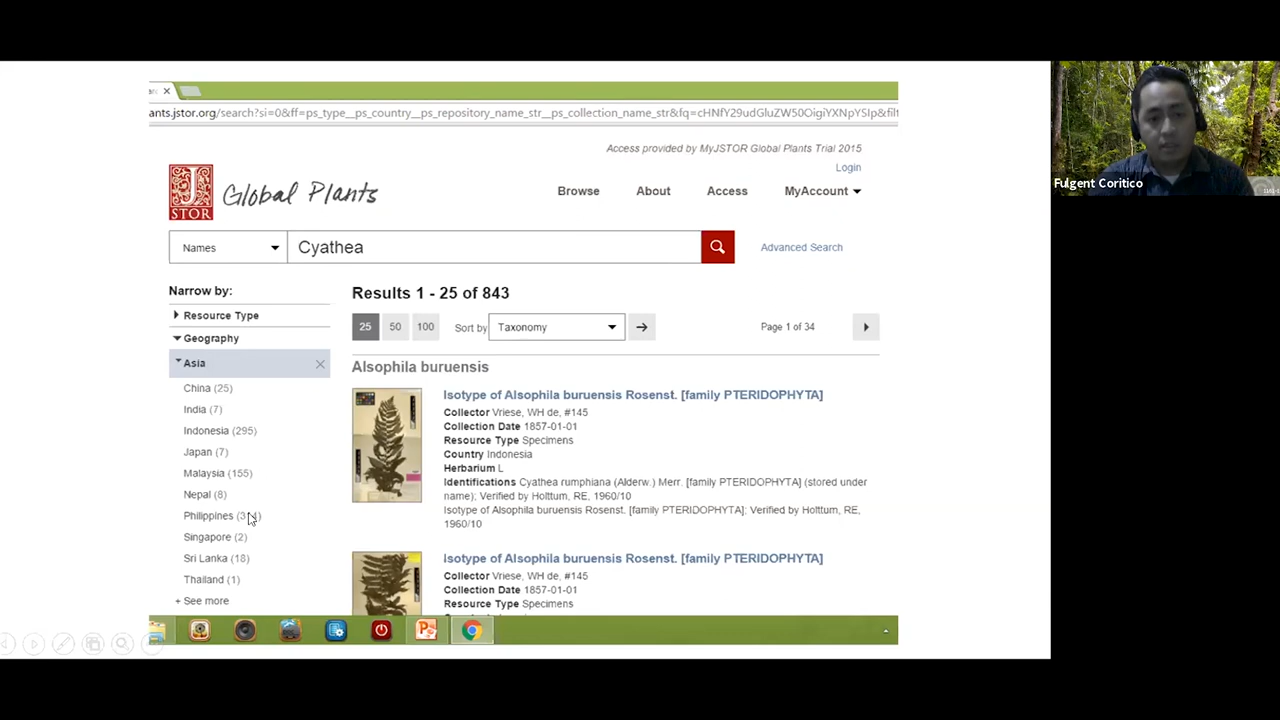 Fulgent Coritico
ants.jstor.org/search?si=0&ff=ps_type__ps_country__ps_repository_name_str__ps_collection_name_str&fq=
Access provided by MyJSTOR Global Plants Trial 2015
Login
JSTOR
Global Plants
Browse About Access MyAccount
Names Cyathea Advanced Search
Narrow by:
Resource Type
Geography
Asia
China (25)
India (7)
Indonesia (295)
Japan (7)
Malaysia (155)
Nepal (8)
Philippines
Singapore (2)
Sri Lanka (18)
Thailand (1)
+ See more
Results 1 - 25 of 843
25 50 100 Sort by Taxonomy Page 1 of 34
Alsophila buruensis
Isotype of Alsophila buruensis Rosenst. [family PTERIDOPHYTA]
Collector Vriese, WH de, #145
Collection Date 1857-01-01
Resource Type Specimens
Country Indonesia
Herbarium L
Identifications Cyathea rumphiana (Alderw.) Merr. [family PTERIDOPHYTA] (stored under
name); Verified by Holttum, RE, 1960/10
Isotype of Alsophila buruensis Rosenst. [family PTERIDOPHYTA]; Verified by Holttum, RE,
1960/10
Isotype of Alsophila buruensis Rosenst. [family PTERIDOPHYTA]
Collector Vriese, WH de, #145
Collection Date 1857-01-01
Resource Type Specimens